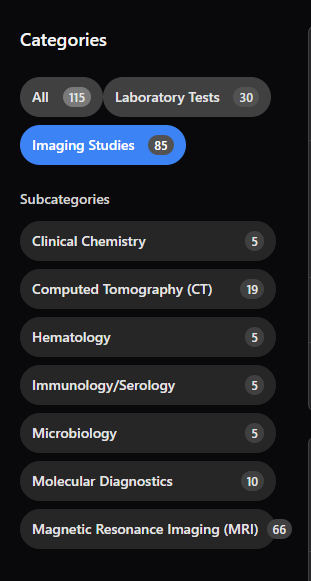 Categories
All 115 Laboratory Tests 30
Imaging Studies 85
Subcategories
Clinical Chemistry 5
Computed Tomography (CT) 19
Hematology 5
Immunology/Serology 5
Microbiology 5
Molecular Diagnostics 10
Magnetic Resonance Imaging (MRI) 66